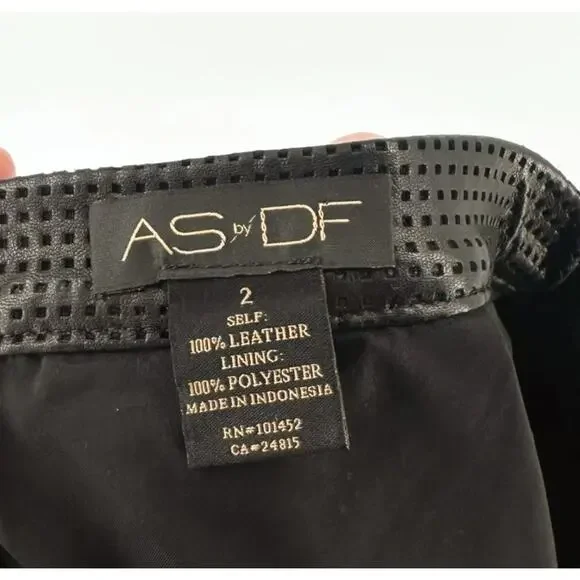 AS by DF
2
SELF:
100% LEATHER
LINING:
100% POLYESTER
MADE IN INDONESIA
RN#101452
CA#24815